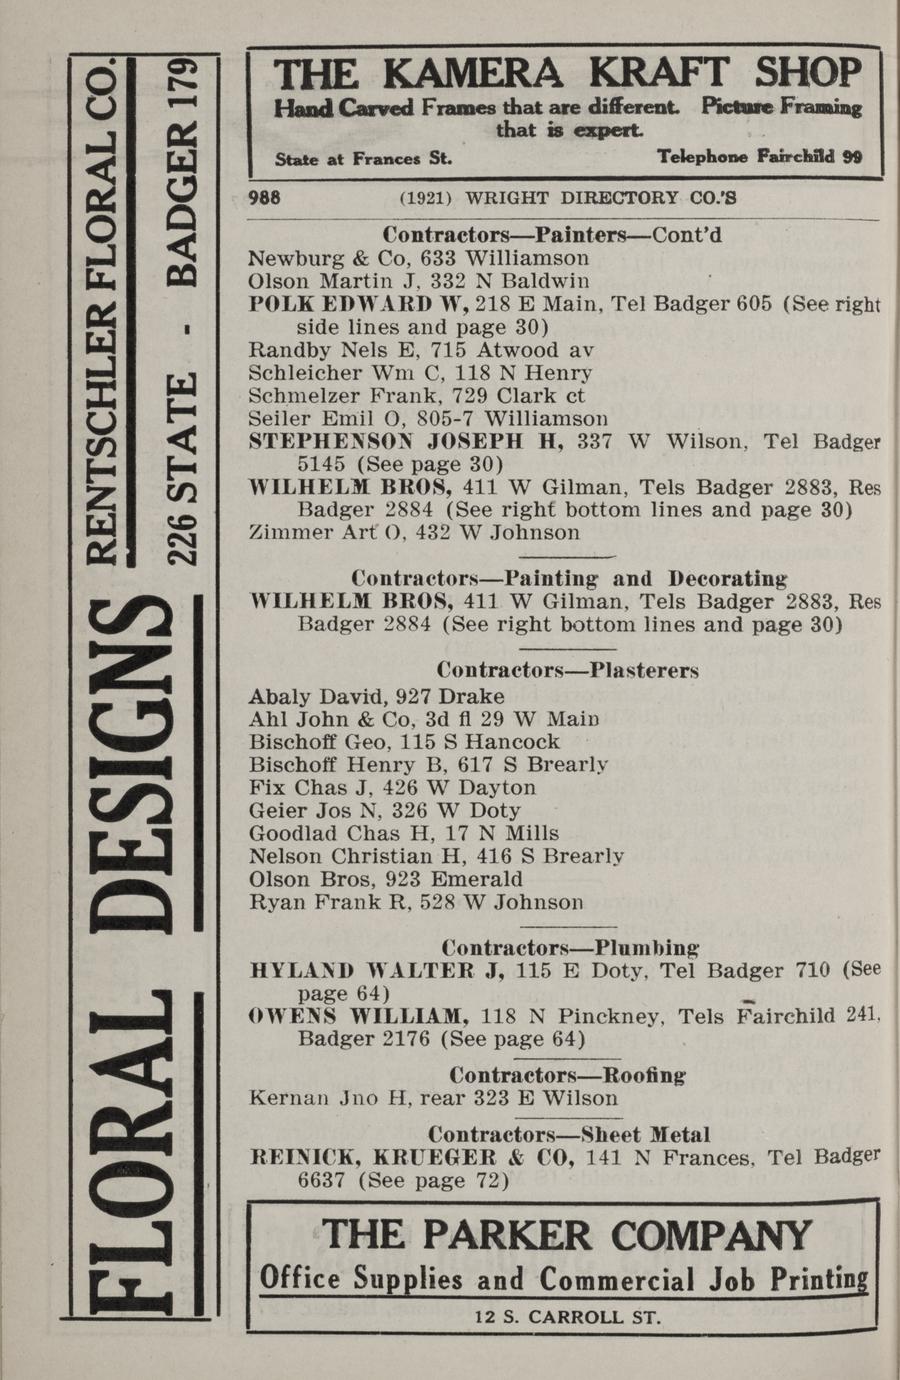 THE KAMERA KRAFT SHOP
Hand Carved Frames that are different. Picture Framing
that is expert.
State at Frances St. Telephone Fairchild 99
988 (1921) WRIGHT DIRECTORY CO.'S
Contractors—Painters—Cont'd
Newburg & Co, 633 Williamson
Olson Martin J, 332 N Baldwin
POLK EDWARD W, 218 E Main, Tel Badger 605 (See right
side lines and page 30)
Randby Nels E, 715 Atwood av
Schleicher Wm C, 118 N Henry
Schmelzer Frank, 729 Clark ct
Seiler Emil O, 805-7 Williamson
STEPHENSON JOSEPH H, 337 W Wilson, Tel Badger
5145 (See page 30)
WILHELM BROS, 411 W Gilman, Tels Badger 2883, Res
Badger 2884 (See right bottom lines and page 30)
Zimmer Art O, 432 W Johnson
Contractors—Painting and Decorating
WILHELM BROS, 411 W Gilman, Tels Badger 2883, Res
Badger 2884 (See right bottom lines and page 30)
Contractors—Plasterers
Abaly David, 927 Drake
Ahl John & Co, 3d fl 29 W Main
Bischoff Geo, 115 S Hancock
Bischoff Henry B, 617 S Brearly
Fix Chas J, 426 W Dayton
Geier Jos N, 326 W Doty
Goodlad Chas H, 17 N Mills
Nelson Christian H, 416 S Brearly
Olson Bros, 923 Emerald
Ryan Frank R, 528 W Johnson
Contractors—Plumbing
HYLAND WALTER J, 115 E Doty, Tel Badger 710 (See
page 64)
OWENS WILLIAM, 118 N Pinckney, Tels Fairchild 241,
Badger 2176 (See page 64)
Contractors—Roofing
Kernan Jno H, rear 323 E Wilson
Contractors—Sheet Metal
REINICK, KRUEGER & CO, 141 N Frances, Tel Badger
6637 (See page 72)
THE PARKER COMPANY
Office Supplies and Commercial Job Printing
12 S. CARROLL ST.
FLORAL DESIGNS
RENTSCHLER FLORAL CO.
226 STATE - BADGER 179